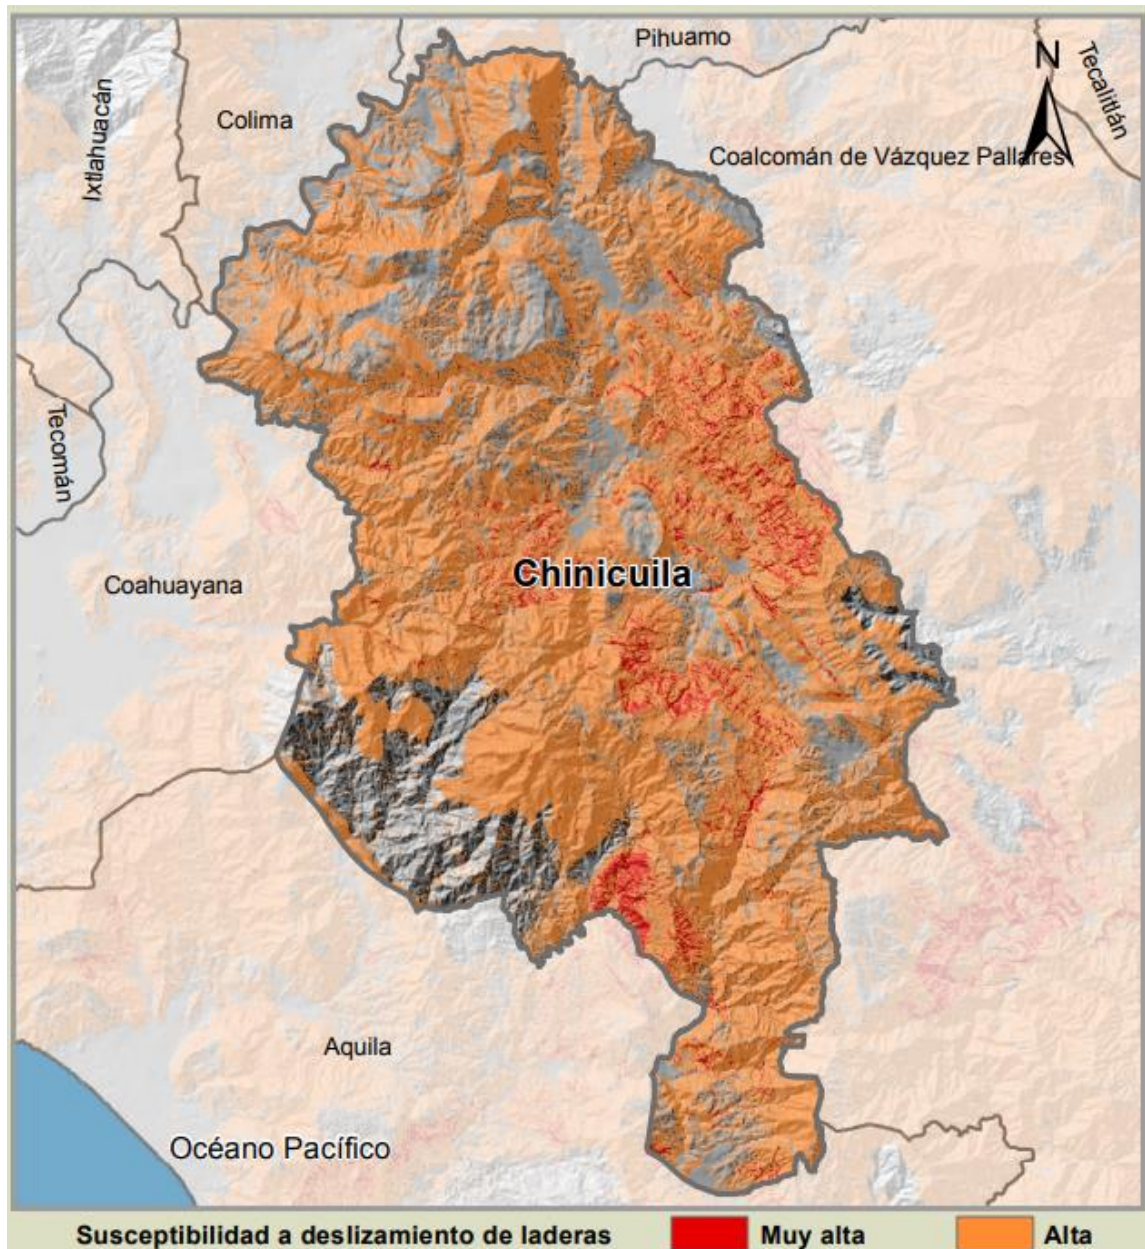 Pihuamo
N
Tecalitlán
Ixtlahuacán
Colima
Coalcomán de Vázquez Pallares
Tecomán
Chinicuila
Coahuayana
Aquila
Océano Pacífico
Susceptibilidad a deslizamiento de laderas Muy alta Alta